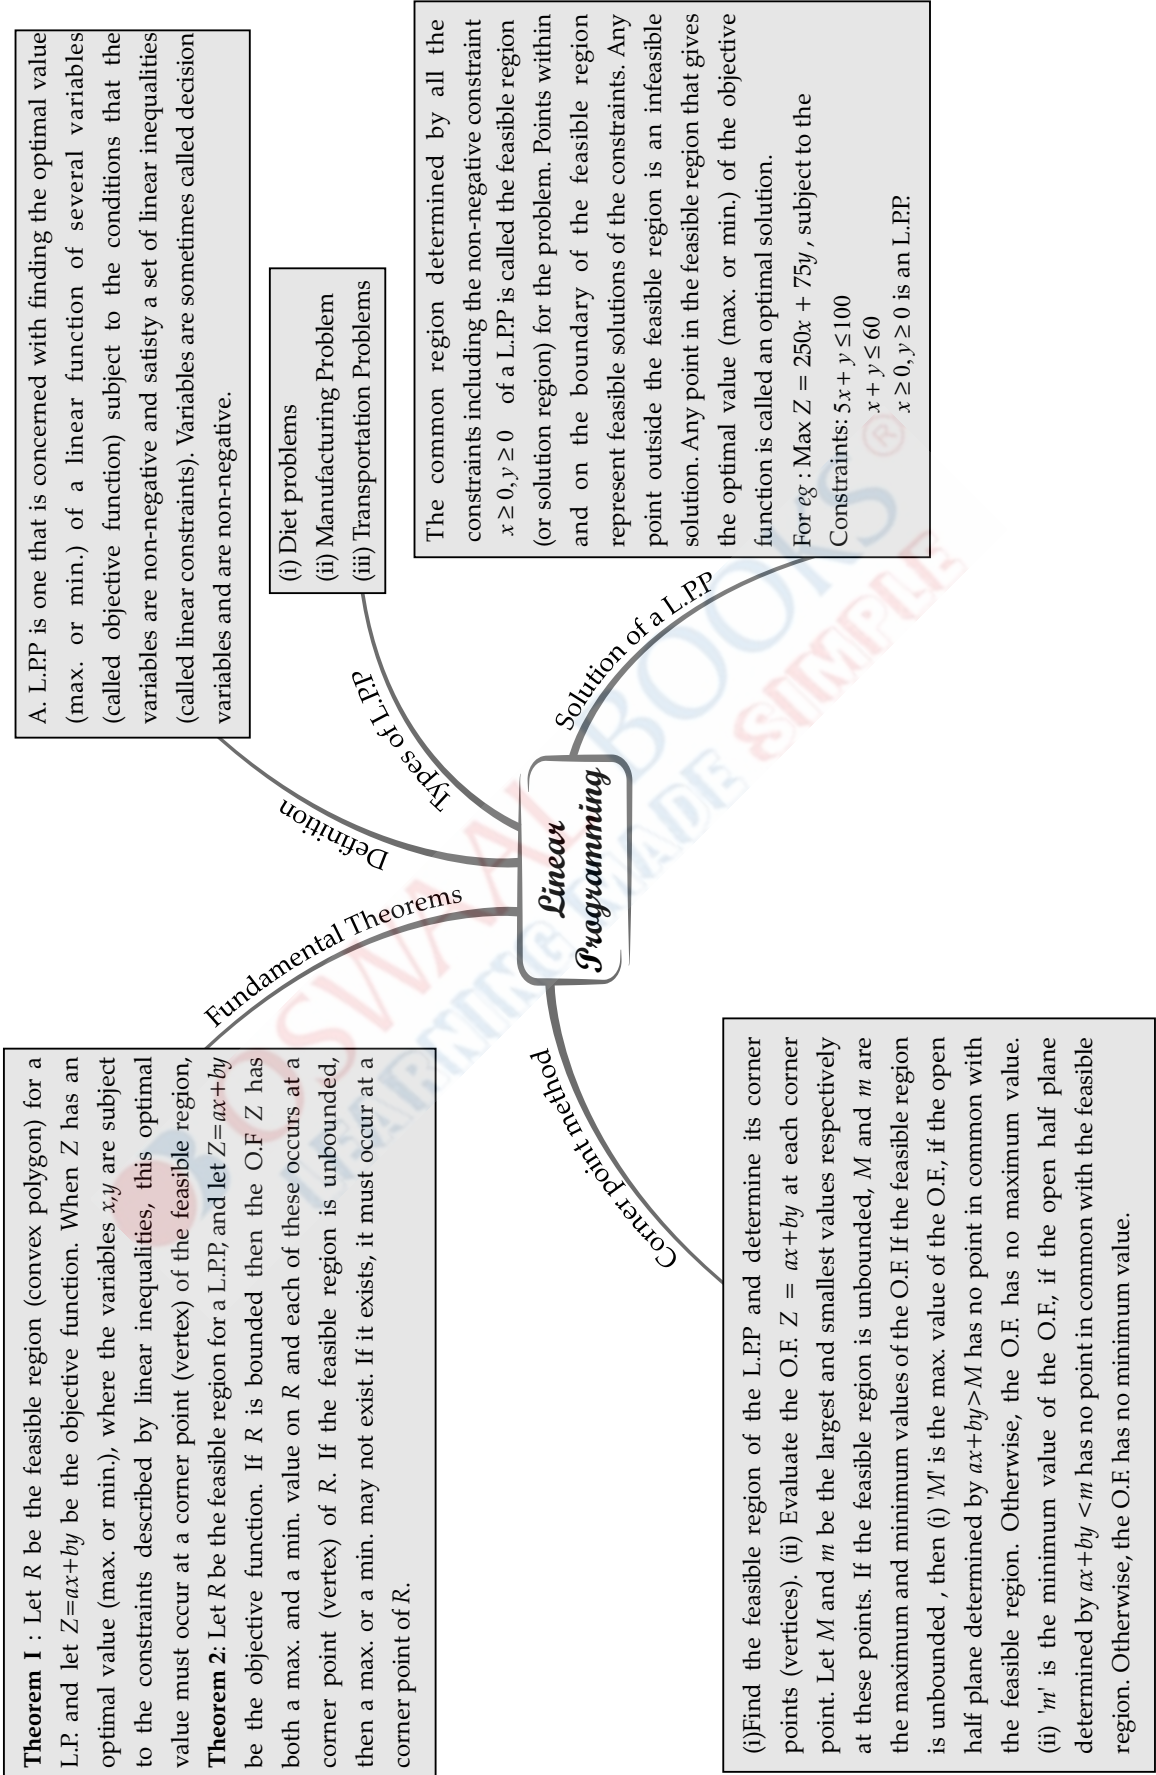 A. L.P.P is one that is concerned with finding the optimal value
(max. or min.) of a linear function of several variables
(called objective function) subject to the conditions that the
variables are non-negative and satisty a set of linear inequalities
(called linear constraints). Variables are sometimes called decision
variables and are non-negative.
Definition
(i) Diet problems
(ii) Manufacturing Problem
(iii) Transportation Problems
Types of L.P.P
The common region determined by all the
constraints including the non-negative constraint
x ≥ 0, y ≥ 0 of a L.P.P is called the feasible region
(or solution region) for the problem. Points within
and on the boundary of the feasible region
represent feasible solutions of the constraints. Any
point outside the feasible region is an infeasible
solution. Any point in the feasible region that gives
the optimal value (max. or min.) of the objective
function is called an optimal solution.
For eg : Max Z = 250x + 75y , subject to the
Constraints: 5x + y ≤ 100
x + y ≤ 60
x ≥ 0, y ≥ 0 is an L.P.P.
Solution of a L.P.P
Linear
Programming
Fundamental Theorems
Theorem I : Let R be the feasible region (convex polygon) for a
L.P. and let Z=ax+by be the objective function. When Z has an
optimal value (max. or min.), where the variables x,y are subject
to the constraints described by linear inequalities, this optimal
value must occur at a corner point (vertex) of the feasible region,
Theorem 2: Let R be the feasible region for a L.P.P, and let Z=ax+by
be the objective function. If R is bounded then the O.F Z has
both a max. and a min. value on R and each of these occurs at a
corner point (vertex) of R. If the feasible region is unbounded,
then a max. or a min. may not exist. If it exists, it must occur at a
corner point of R.
Corner point method
(i)Find the feasible region of the L.P.P and determine its corner
points (vertices). (ii) Evaluate the O.F. Z = ax+by at each corner
point. Let M and m be the largest and smallest values respectively
at these points. If the feasible region is unbounded, M and m are
the maximum and minimum values of the O.F. If the feasible region
is unbounded , then (i) 'M' is the max. value of the O.F., if the open
half plane determined by ax+by>M has no point in common with
the feasible region. Otherwise, the O.F. has no maximum value.
(ii) 'm' is the minimum value of the O.F., if the open half plane
determined by ax+by <m has no point in common with the feasible
region. Otherwise, the O.F. has no minimum value.
OSWAAL BOOKS ®
LEARNING MADE SIMPLE